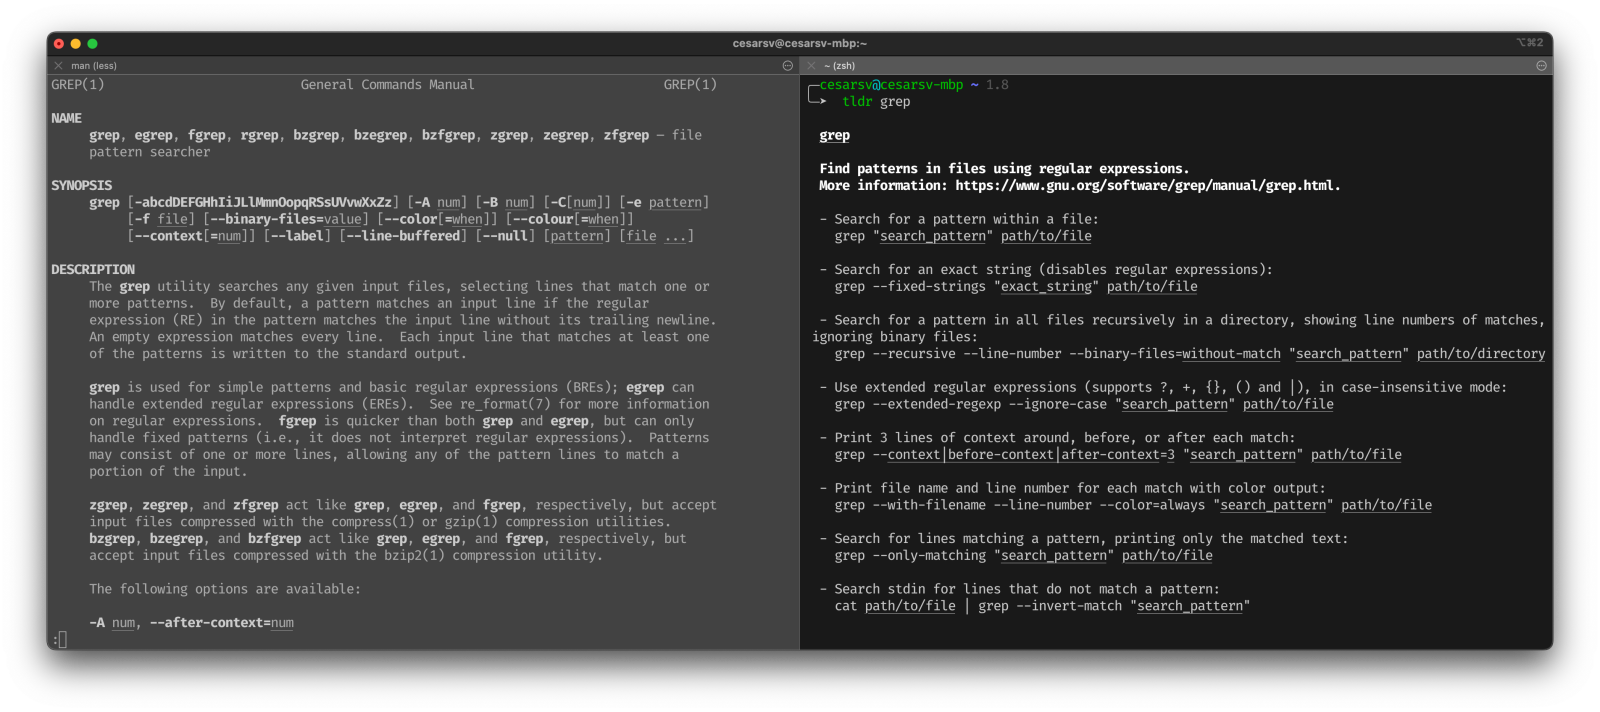 cesarsv@cesarsv-mbp:~
⌥⌘2
man (less)
GREP(1) General Commands Manual GREP(1)
NAME
grep, egrep, fgrep, rgrep, bzgrep, bzegrep, bzfgrep, zgrep, zegrep, zfgrep – file
pattern searcher
SYNOPSIS
grep [-abcdDEFGHhIiJLlMmnOopqRSsUVvwXxZz] [-A num] [-B num] [-C[num]] [-e pattern]
[-f file] [--binary-files=value] [--color[=when]] [--colour[=when]]
[--context[=num]] [--label] [--line-buffered] [--null] [pattern] [file ...]
DESCRIPTION
The grep utility searches any given input files, selecting lines that match one or
more patterns.  By default, a pattern matches an input line if the regular
expression (RE) in the pattern matches the input line without its trailing newline.
An empty expression matches every line.  Each input line that matches at least one
of the patterns is written to the standard output.
grep is used for simple patterns and basic regular expressions (BREs); egrep can
handle extended regular expressions (EREs).  See re_format(7) for more information
on regular expressions.  fgrep is quicker than both grep and egrep, but can only
handle fixed patterns (i.e., it does not interpret regular expressions).  Patterns
may consist of one or more lines, allowing any of the pattern lines to match a
portion of the input.
zgrep, zegrep, and zfgrep act like grep, egrep, and fgrep, respectively, but accept
input files compressed with the compress(1) or gzip(1) compression utilities.
bzgrep, bzegrep, and bzfgrep act like grep, egrep, and fgrep, respectively, but
accept input files compressed with the bzip2(1) compression utility.
The following options are available:
-A num, --after-context=num
:
~ (zsh)
cesarsv@cesarsv-mbp ~ 1.8
tldr grep
grep
Find patterns in files using regular expressions.
More information: https://www.gnu.org/software/grep/manual/grep.html.
- Search for a pattern within a file:
grep "search_pattern" path/to/file
- Search for an exact string (disables regular expressions):
grep --fixed-strings "exact_string" path/to/file
- Search for a pattern in all files recursively in a directory, showing line numbers of matches,
ignoring binary files:
grep --recursive --line-number --binary-files=without-match "search_pattern" path/to/directory
- Use extended regular expressions (supports ?, +, {}, () and |), in case-insensitive mode:
grep --extended-regexp --ignore-case "search_pattern" path/to/file
- Print 3 lines of context around, before, or after each match:
grep --context|before-context|after-context=3 "search_pattern" path/to/file
- Print file name and line number for each match with color output:
grep --with-filename --line-number --color=always "search_pattern" path/to/file
- Search for lines matching a pattern, printing only the matched text:
grep --only-matching "search_pattern" path/to/file
- Search stdin for lines that do not match a pattern:
cat path/to/file | grep --invert-match "search_pattern"